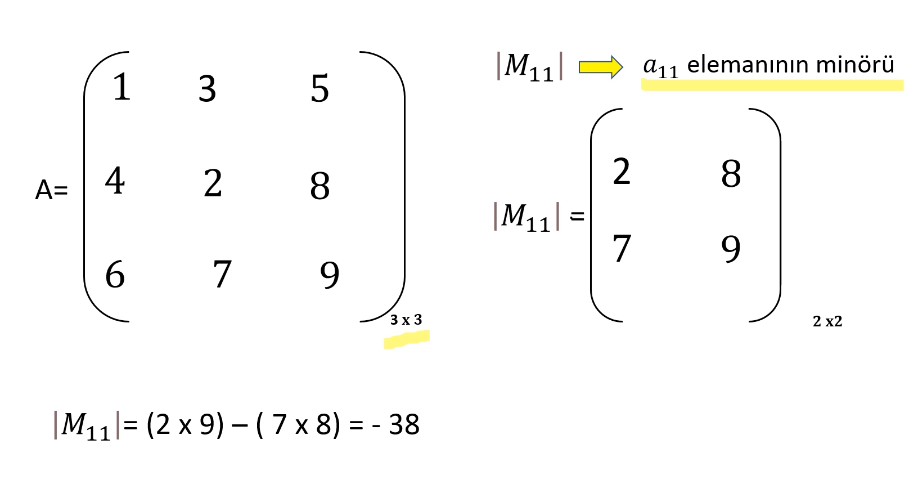 A=
1 3 5
4 2 8
6 7 9
3 x 3
|M₁₁| a₁₁ elemanının minörü
|M₁₁| =
2 8
7 9
2 x2
|M₁₁|= (2 x 9) – ( 7 x 8) = - 38